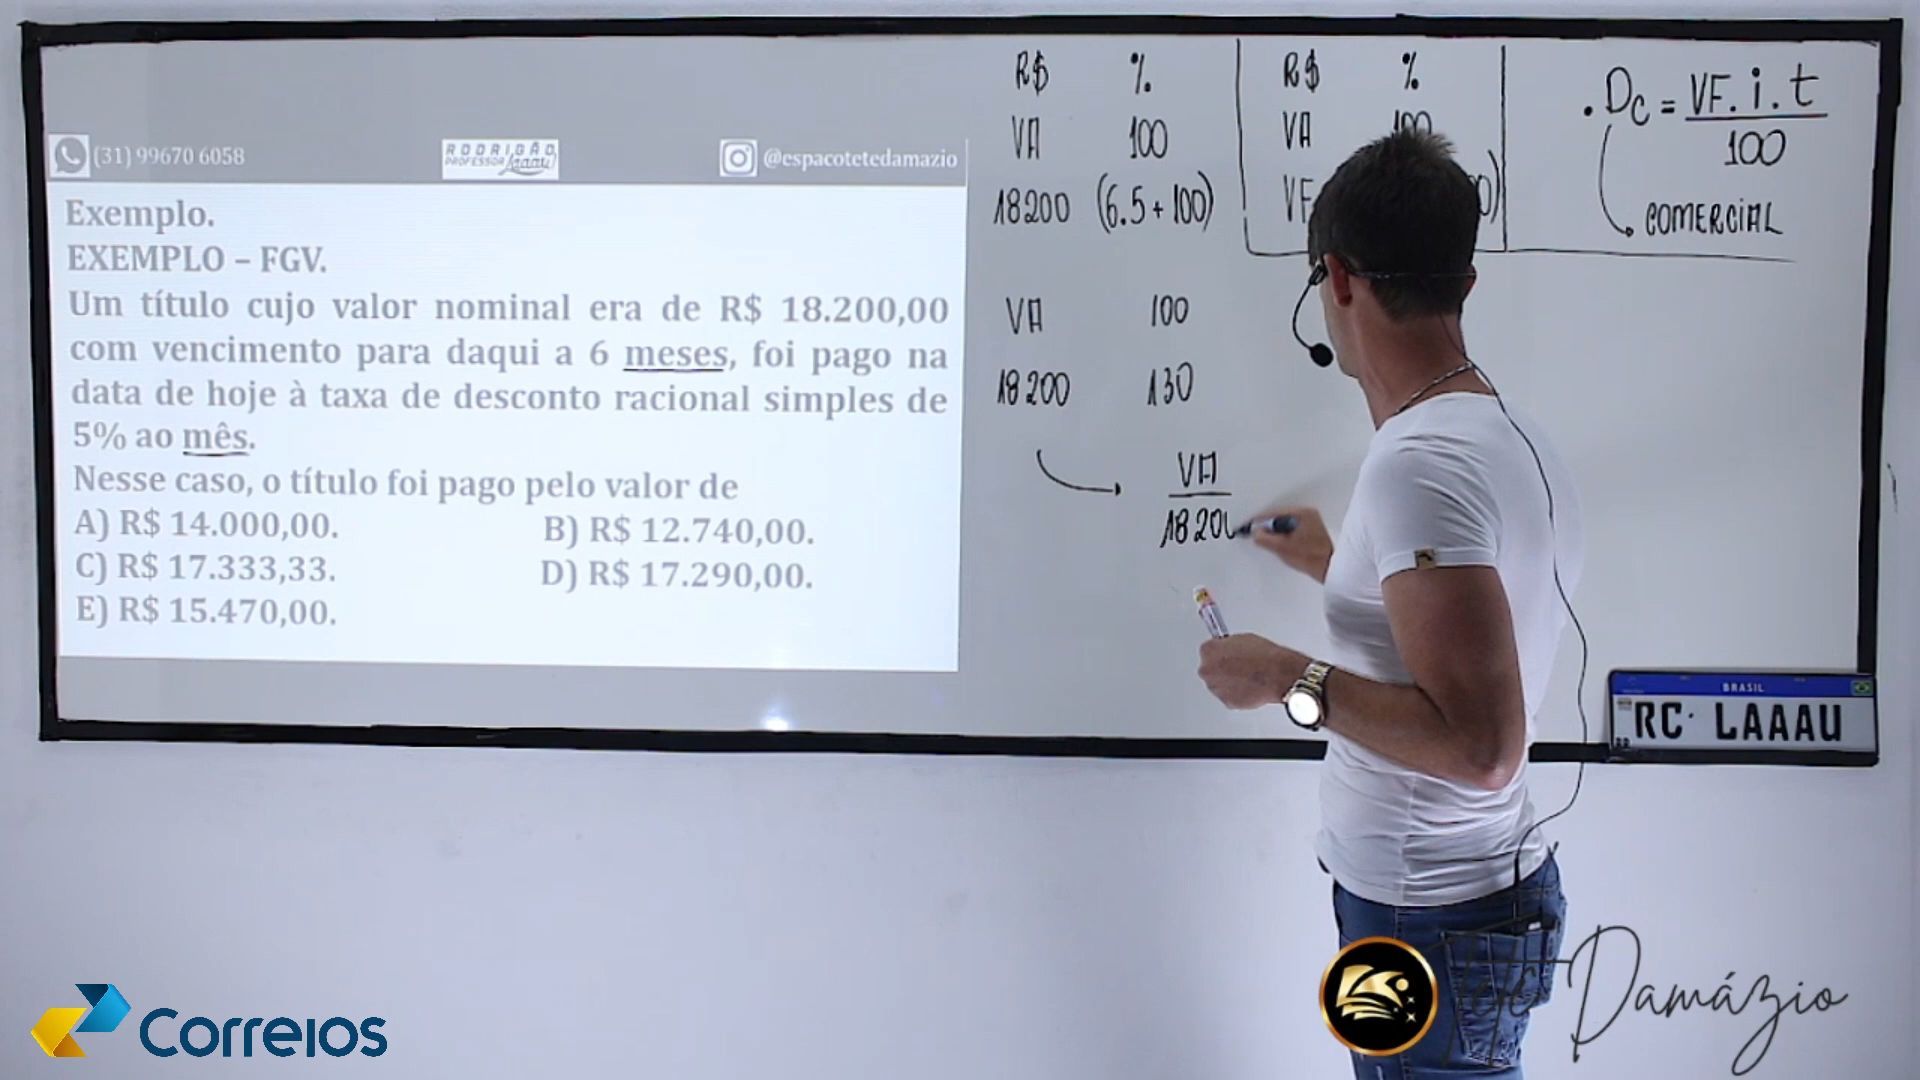 (31) 99670 6058
RODRIGÃO
PROFESSOR Laaau!
@espacotetedamazio
Exemplo.
EXEMPLO – FGV.
Um título cujo valor nominal era de R$ 18.200,00
com vencimento para daqui a 6 meses, foi pago na
data de hoje à taxa de desconto racional simples de
5% ao mês.
Nesse caso, o título foi pago pelo valor de
A) R$ 14.000,00.
B) R$ 12.740,00.
C) R$ 17.333,33.
D) R$ 17.290,00.
E) R$ 15.470,00.
R$ %
VA 100
18200 (6.5+100)
VA 100
18200 130
VA
18200
R$ %
VA 100
VF
. DC = VF. i. t
100
COMERCIAL
BRASIL
RC LAAAU
BR
Correios
Tetê Damázio